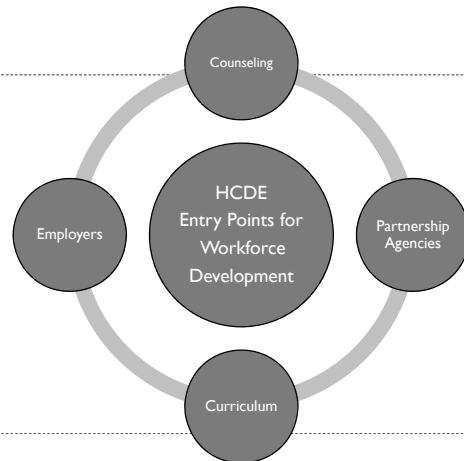 Counseling
HCDE
Entry Points for
Workforce
Development
Employers
Partnership
Agencies
Curriculum